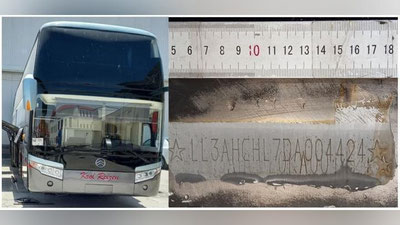 5 6 7 8 9 10 11 12 13 14 15 16 17 18
☆LL3AHCHL7DA004424☆